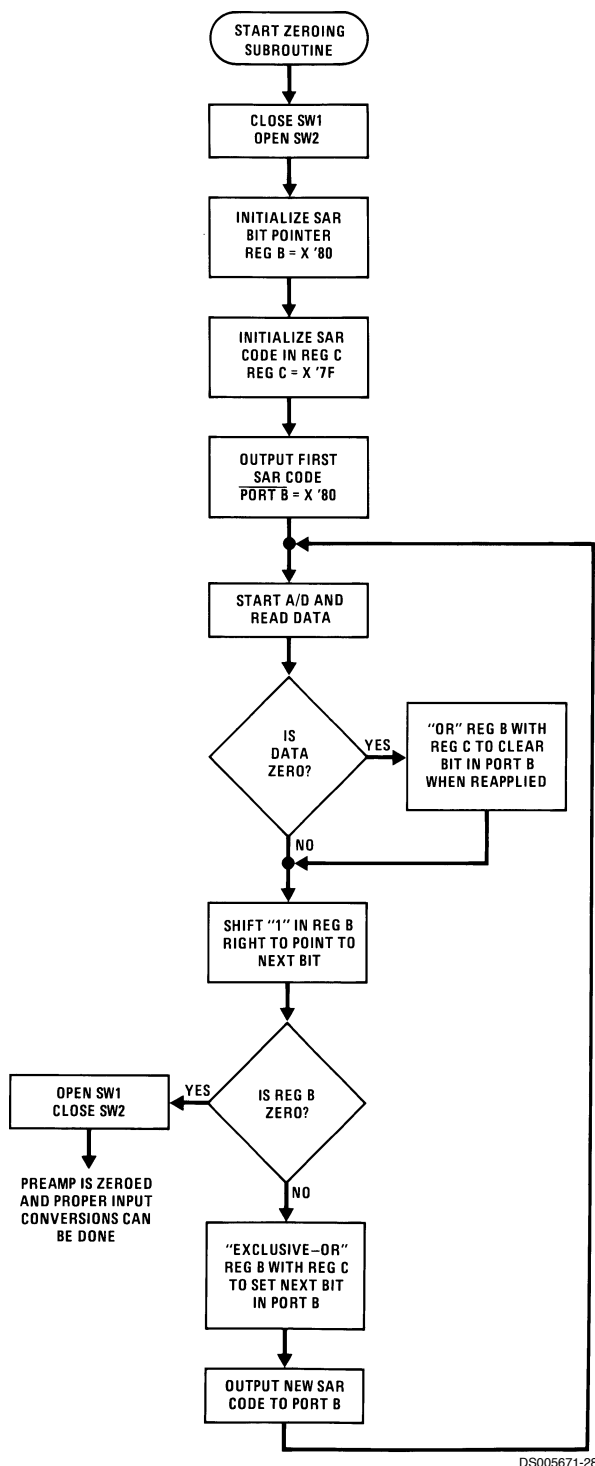 START ZEROING
SUBROUTINE
CLOSE SW1
OPEN SW2
INITIALIZE SAR
BIT POINTER
REG B = X '80
INITIALIZE SAR
CODE IN REG C
REG C = X '7F
OUTPUT FIRST
SAR CODE
PORT B = X '80
START A/D AND
READ DATA
IS
DATA
ZERO?
YES
"OR" REG B WITH
REG C TO CLEAR
BIT IN PORT B
WHEN REAPPLIED
NO
SHIFT "1" IN REG B
RIGHT TO POINT TO
NEXT BIT
IS REG B
ZERO?
YES
OPEN SW1
CLOSE SW2
PREAMP IS ZEROED
AND PROPER INPUT
CONVERSIONS CAN
BE DONE
NO
"EXCLUSIVE–OR"
REG B WITH REG C
TO SET NEXT BIT
IN PORT B
OUTPUT NEW SAR
CODE TO PORT B
DS005671-28